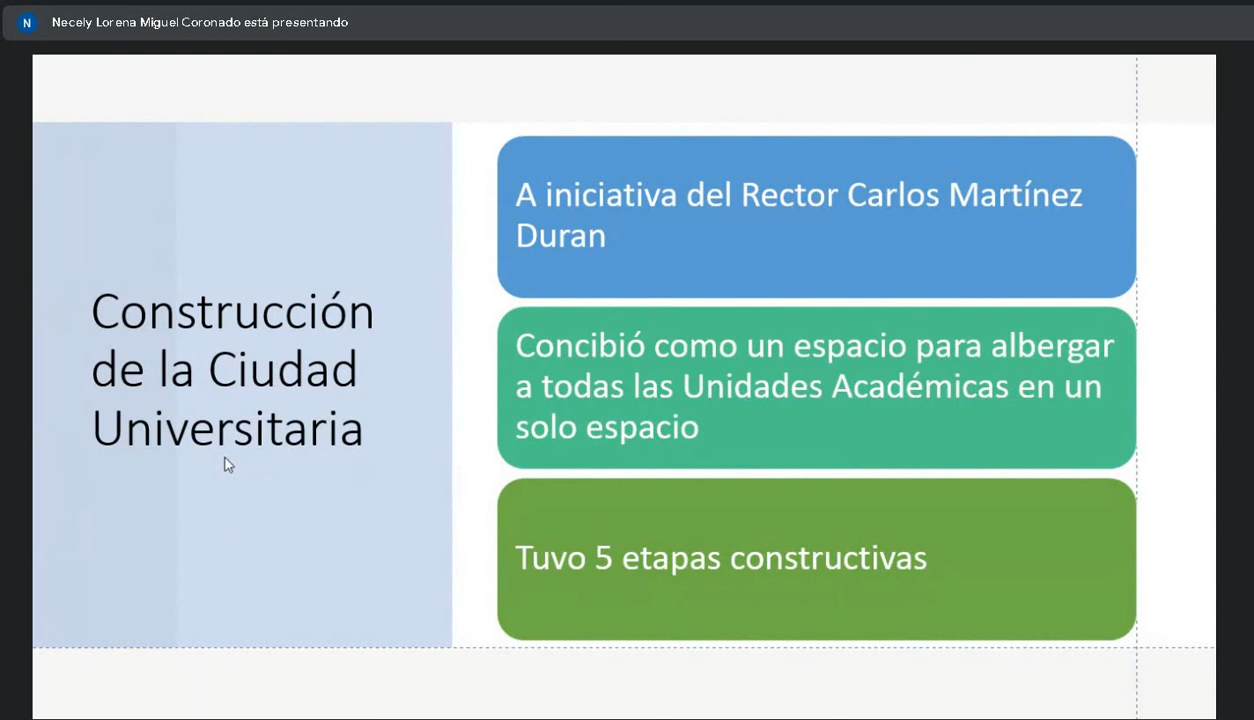 N Necely Lorena Miguel Coronado está presentando
Construcción
de la Ciudad
Universitaria
A iniciativa del Rector Carlos Martínez
Duran
Concibió como un espacio para albergar
a todas las Unidades Académicas en un
solo espacio
Tuvo 5 etapas constructivas